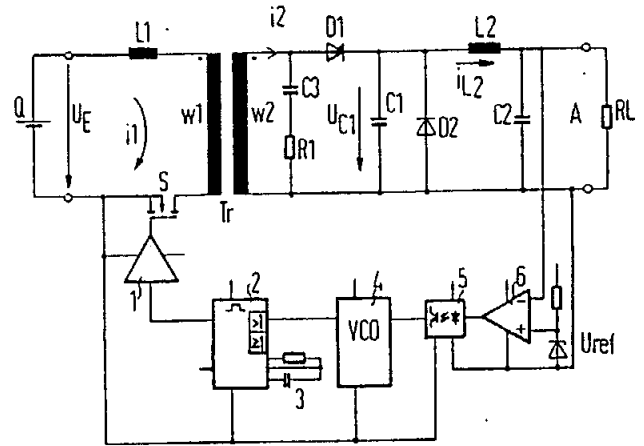 i2
L1
D1
L2
Q
UE
i1
w1
w2
C3
R1
UC1
C1
D2
iL2
C2
A
RL
S
Tr
1
2
3
4
VCO
5
6
-
+
Uref